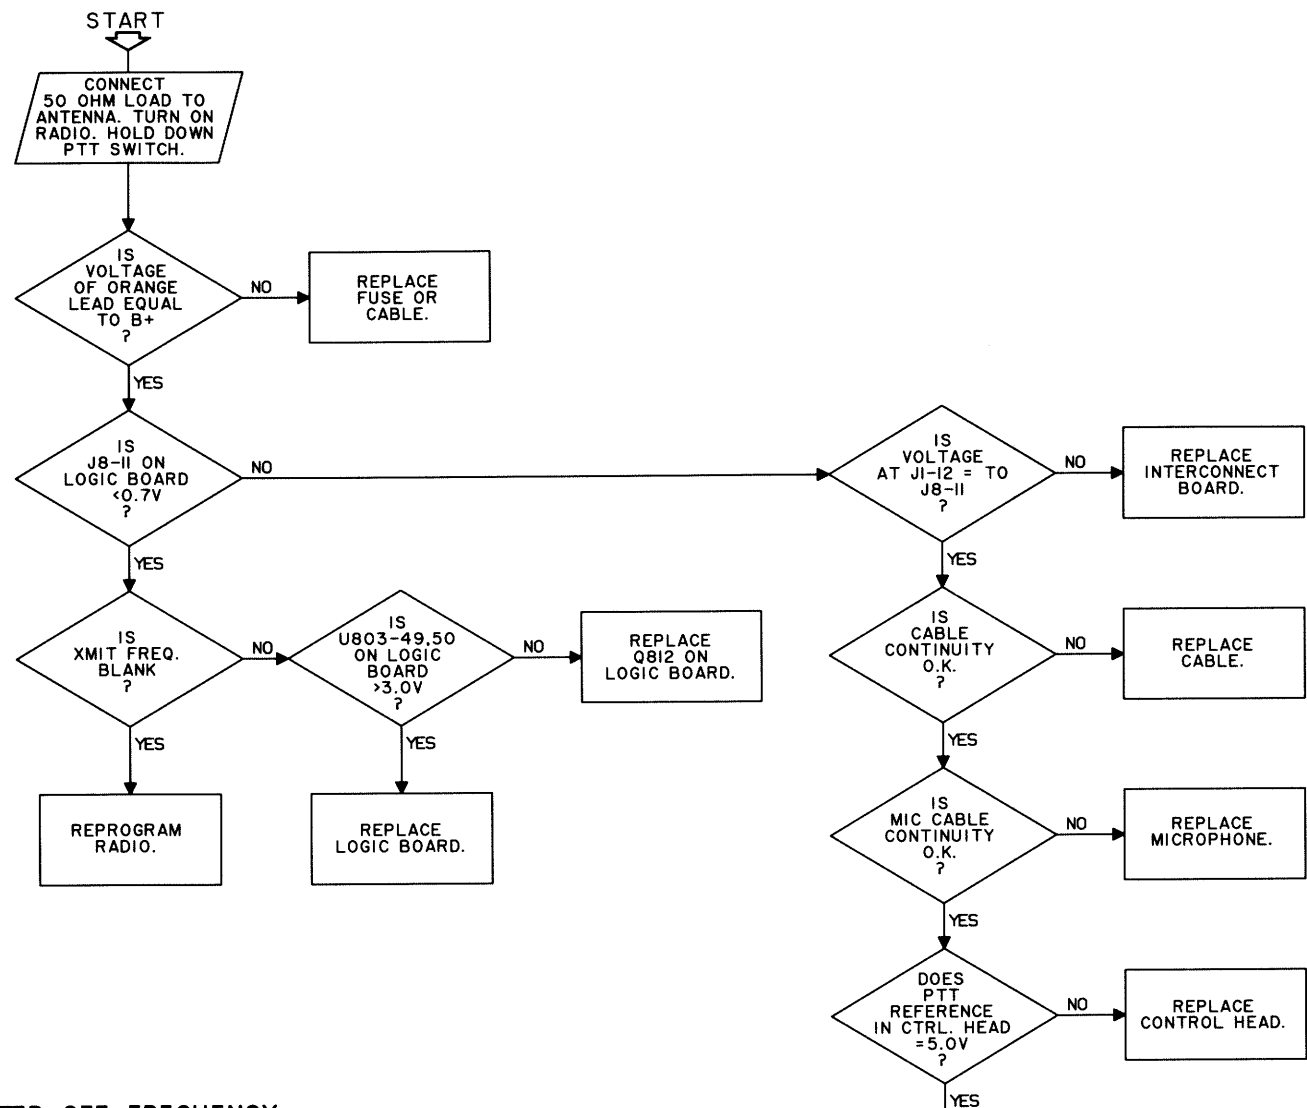 START
CONNECT
50 OHM LOAD TO
ANTENNA. TURN ON
RADIO. HOLD DOWN
PTT SWITCH.
IS
VOLTAGE
OF ORANGE
LEAD EQUAL
TO B+
?
NO
REPLACE
FUSE OR
CABLE.
YES
IS
J8-11 ON
LOGIC BOARD
<0.7V
?
NO
IS
VOLTAGE
AT J1-12 = TO
J8-11
?
NO
REPLACE
INTERCONNECT
BOARD.
YES
YES
IS
XMIT FREQ.
BLANK
?
NO
IS
U803-49,50
ON LOGIC
BOARD
>3.0V
?
NO
REPLACE
Q812 ON
LOGIC BOARD.
IS
CABLE
CONTINUITY
O.K.
?
NO
REPLACE
CABLE.
YES
YES
YES
REPROGRAM
RADIO.
REPLACE
LOGIC BOARD.
IS
MIC CABLE
CONTINUITY
O.K.
?
NO
REPLACE
MICROPHONE.
YES
DOES
PTT
REFERENCE
IN CTRL. HEAD
=5.0V
?
NO
REPLACE
CONTROL HEAD.
YES